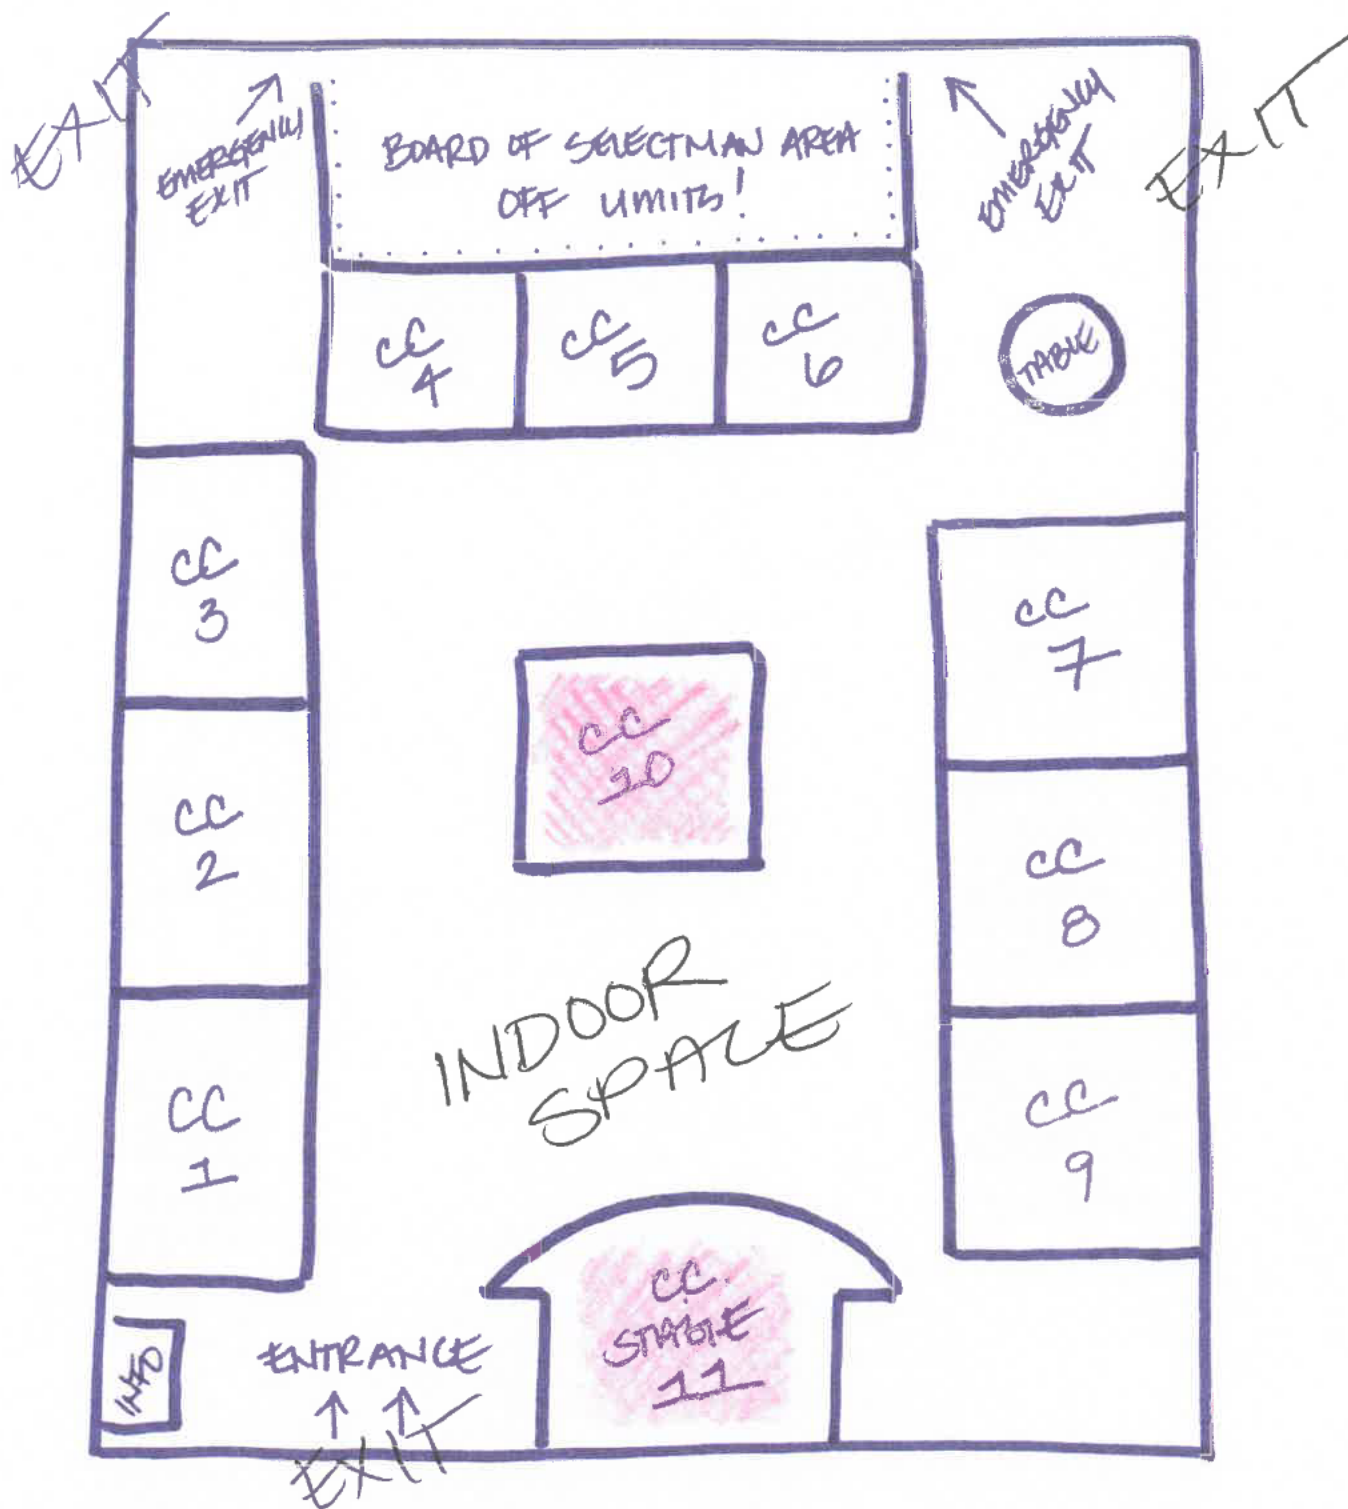 EXIT
EMERGENCY
EXIT
BOARD OF SELECTMAN AREA
OFF LIMITS!
EMERGENCY
EXIT
EXIT
CC
4
CC
5
CC
6
TABLE
CC
3
CC
7
CC
10
CC
2
CC
8
INDOOR
SPACE
CC
1
CC
9
C.C.
STABLE
11
INFO
ENTRANCE
EXIT